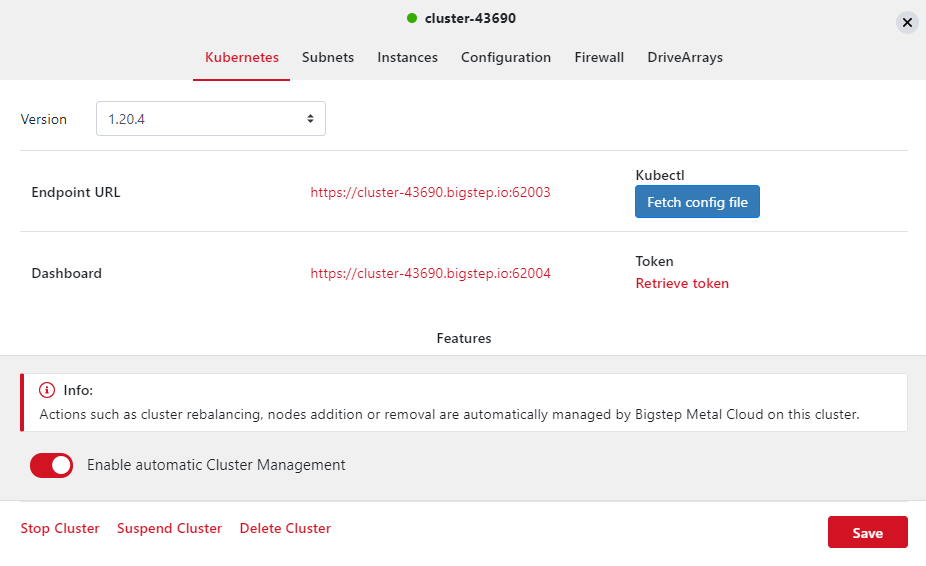 cluster-43690
Kubernetes Subnets Instances Configuration Firewall DriveArrays
Version 1.20.4
Kubectl
Endpoint URL https://cluster-43690.bigstep.io:62003
Fetch config file
Token
Dashboard https://cluster-43690.bigstep.io:62004
Retrieve token
Features
Info:
Actions such as cluster rebalancing, nodes addition or removal are automatically managed by Bigstep Metal Cloud on this cluster.
Enable automatic Cluster Management
Stop Cluster Suspend Cluster Delete Cluster Save